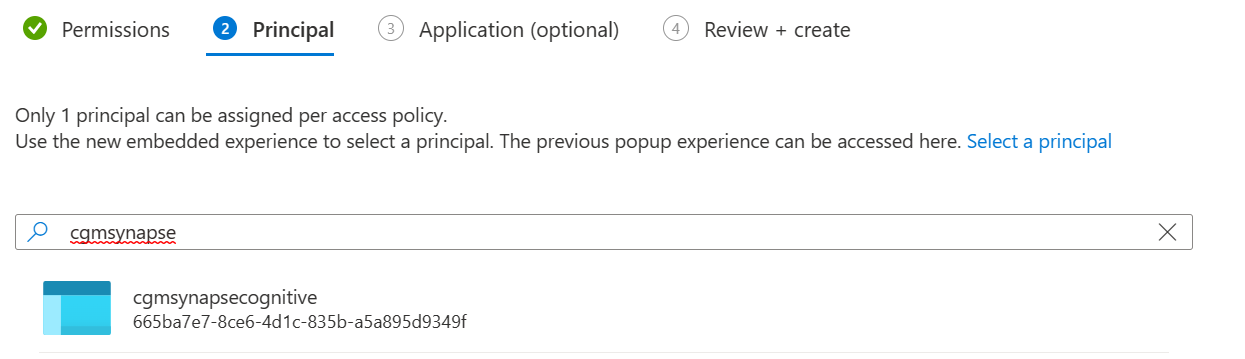 Permissions 2 Principal 3 Application (optional) 4 Review + create
Only 1 principal can be assigned per access policy.
Use the new embedded experience to select a principal. The previous popup experience can be accessed here. Select a principal
cgmsynapse
cgmsynapsecognitive
665ba7e7-8ce6-4d1c-835b-a5a895d9349f